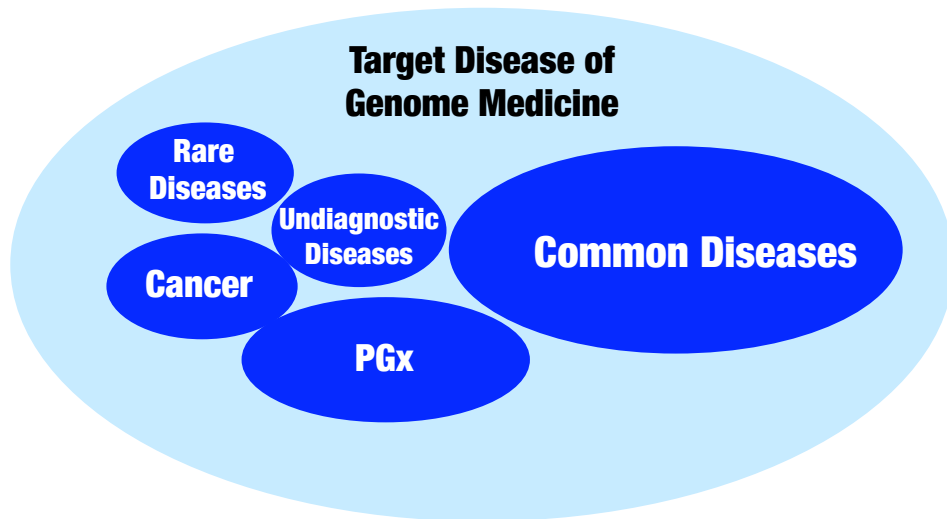 Target Disease of
Genome Medicine
Rare
Diseases
Undiagnostic
Diseases
Common Diseases
Cancer
PGx